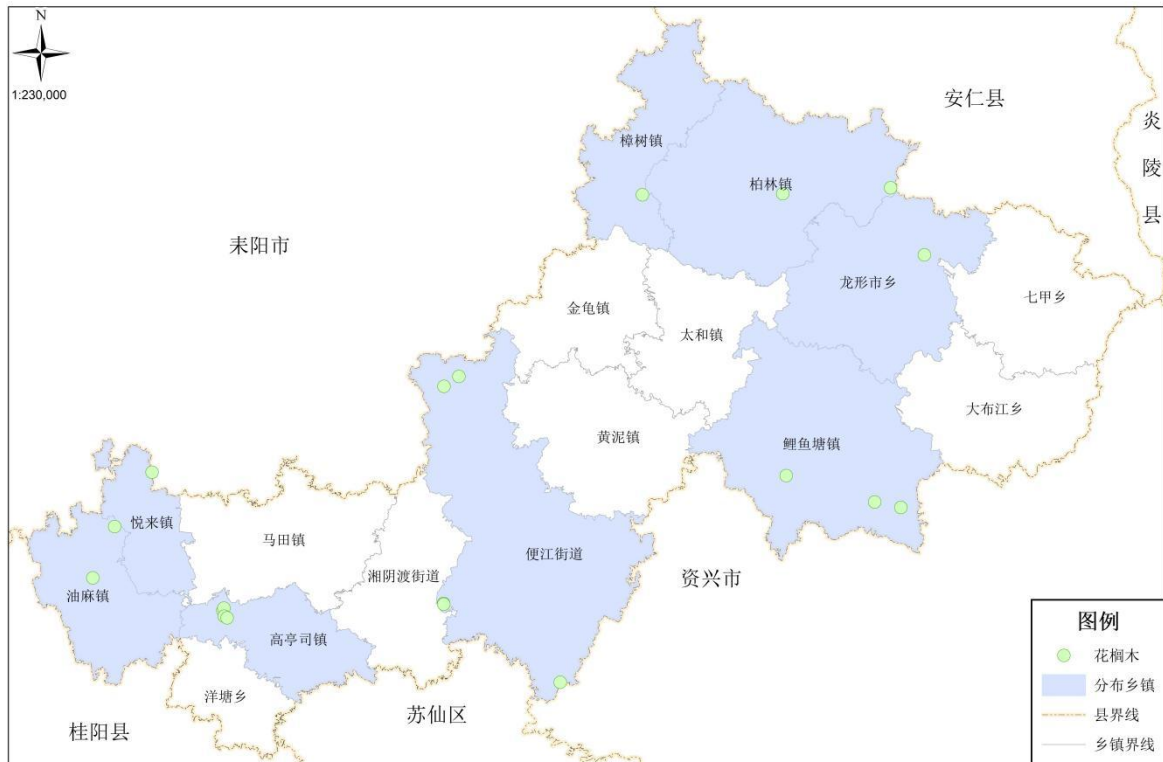 N
1:230,000
安仁县
炎陵县
樟树镇
柏林镇
耒阳市
龙形市乡
七甲乡
金龟镇
太和镇
大布江乡
黄泥镇
鲤鱼塘镇
悦来镇
马田镇
便江街道
湘阴渡街道
资兴市
油麻镇
高亭司镇
洋塘乡
苏仙区
桂阳县
图例
花榈木
分布乡镇
县界线
乡镇界线